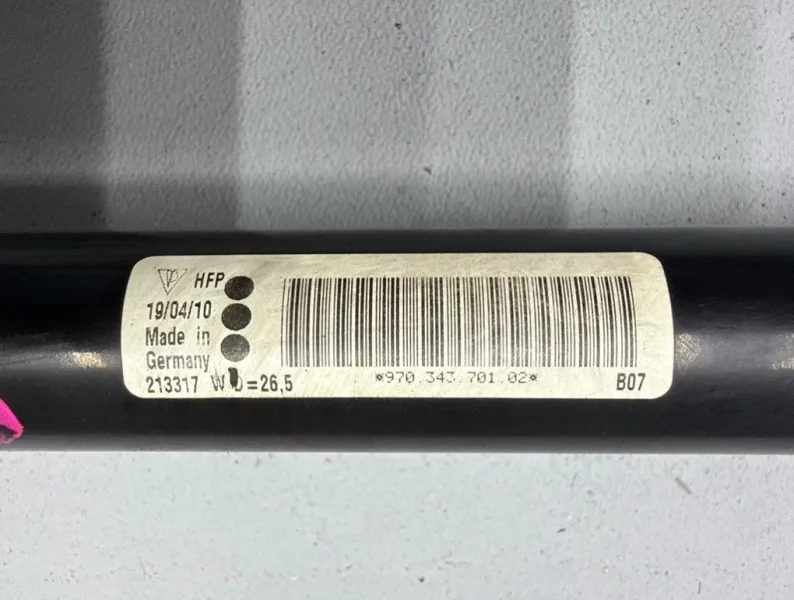 HFP
19/04/10
Made in
Germany
213317 W D=26,5
*970.343.701.02*
B07